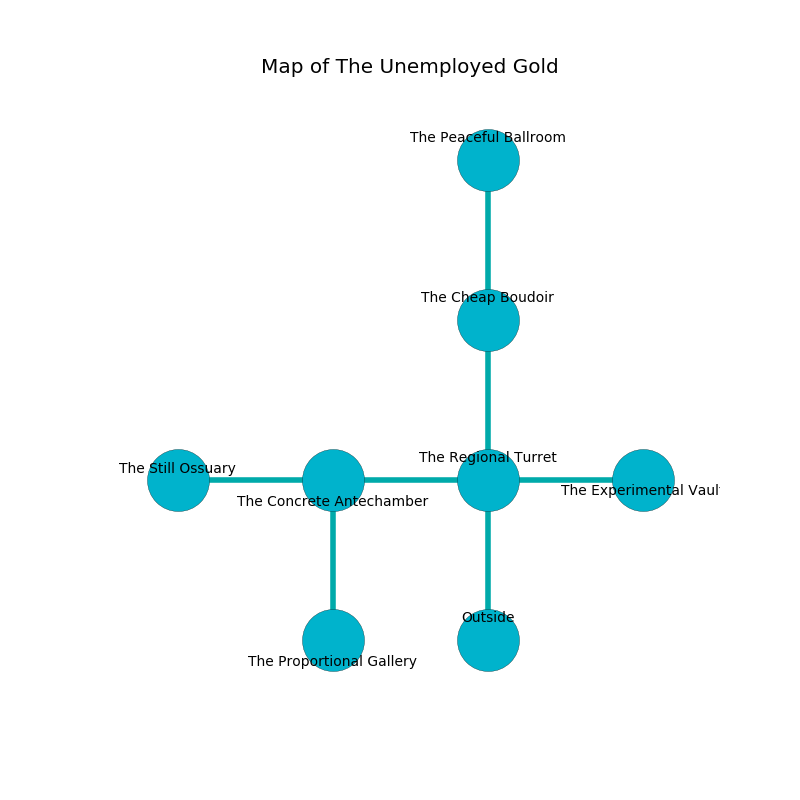 Map of The Unemployed Gold
The Peaceful Ballroom
The Cheap Boudoir
The Regional Turret
The Still Ossuary
The Experimental Vaul
The Concrete Antechamber
Outside
The Proportional Gallery